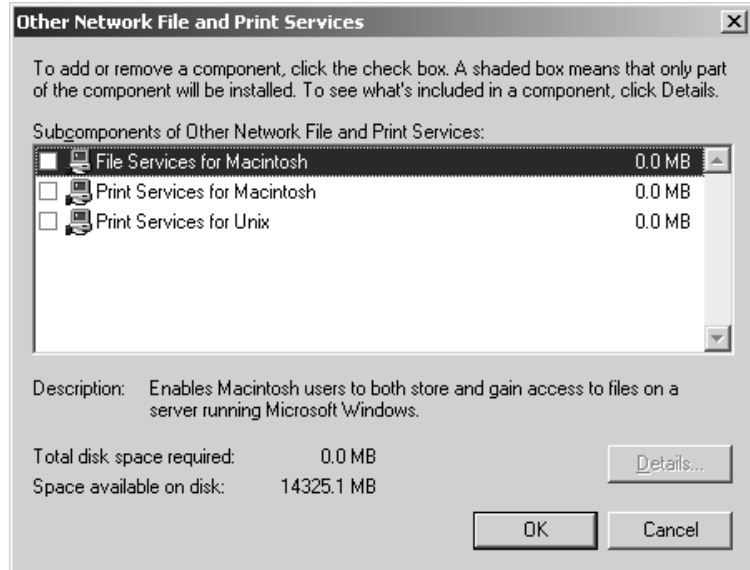 Other Network File and Print Services
To add or remove a component, click the check box. A shaded box means that only part
of the component will be installed. To see what's included in a component, click Details.
Subcomponents of Other Network File and Print Services:
File Services for Macintosh 0.0 MB
Print Services for Macintosh 0.0 MB
Print Services for Unix 0.0 MB
Description: Enables Macintosh users to both store and gain access to files on a
server running Microsoft Windows.
Total disk space required: 0.0 MB
Details...
Space available on disk: 14325.1 MB
OK Cancel